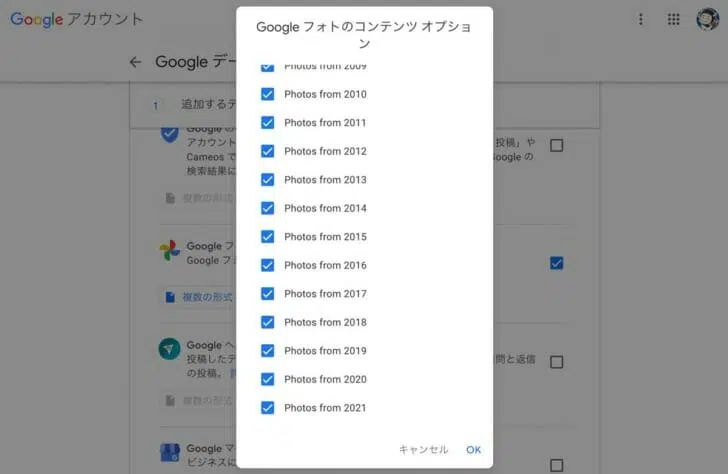 Google アカウント
Google フォトのコンテンツ オプショ
ン
Google デー
1 追加するデ
Photos from 2009
Photos from 2010
Photos from 2011
Photos from 2012
Photos from 2013
Photos from 2014
Photos from 2015
Photos from 2016
Photos from 2017
Photos from 2018
Photos from 2019
Photos from 2020
Photos from 2021
Google の
アカウント
投稿」や
Cameos で
Google の
検索結果に
複数の形式
Google フ
Google フ
複数の形式
Google ヘ
投稿したデ
問と返信
の投稿。
複数の形式
Google マ
ビジネスに
キャンセル OK